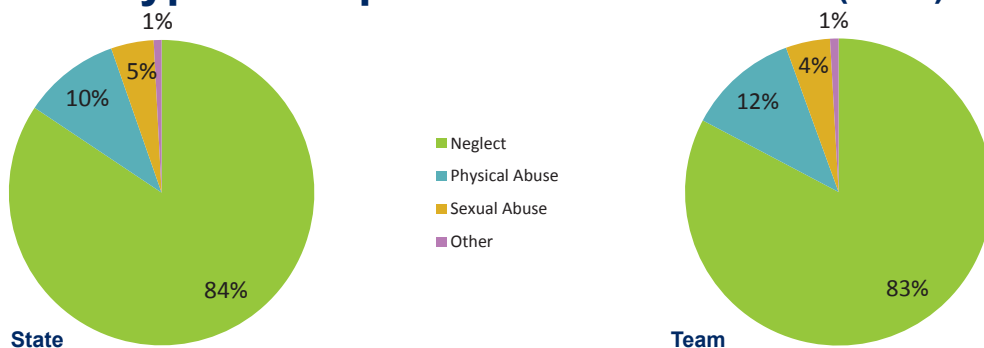 1%
5%
10%
84%
State
Neglect
Physical Abuse
Sexual Abuse
Other
1%
4%
12%
83%
Team